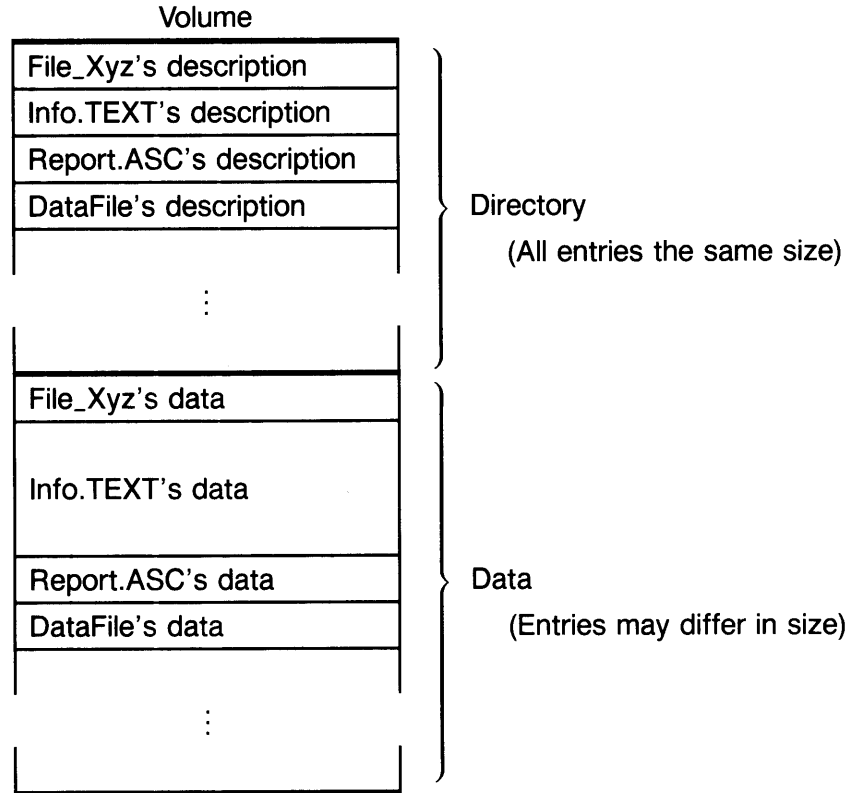 Volume
File_Xyz's description
Info.TEXT's description
Report.ASC's description
DataFile's description
Directory
(All entries the same size)
⋮
File_Xyz's data
Info.TEXT's data
Report.ASC's data
DataFile's data
Data
(Entries may differ in size)
⋮